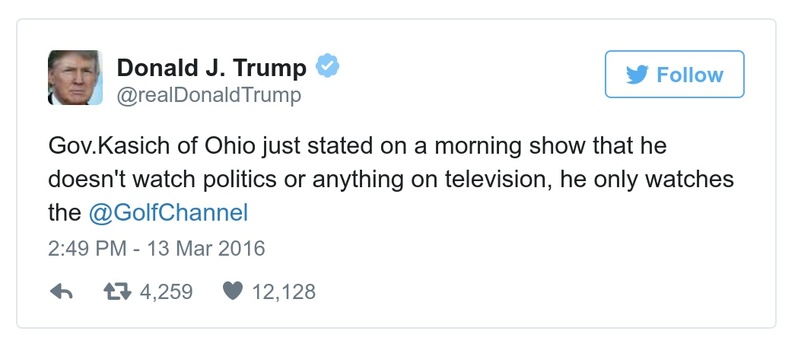 Donald J. Trump
Follow
@realDonaldTrump
Gov.Kasich of Ohio just stated on a morning show that he
doesn't watch politics or anything on television, he only watches
the @GolfChannel
2:49 PM - 13 Mar 2016
4,259 12,128